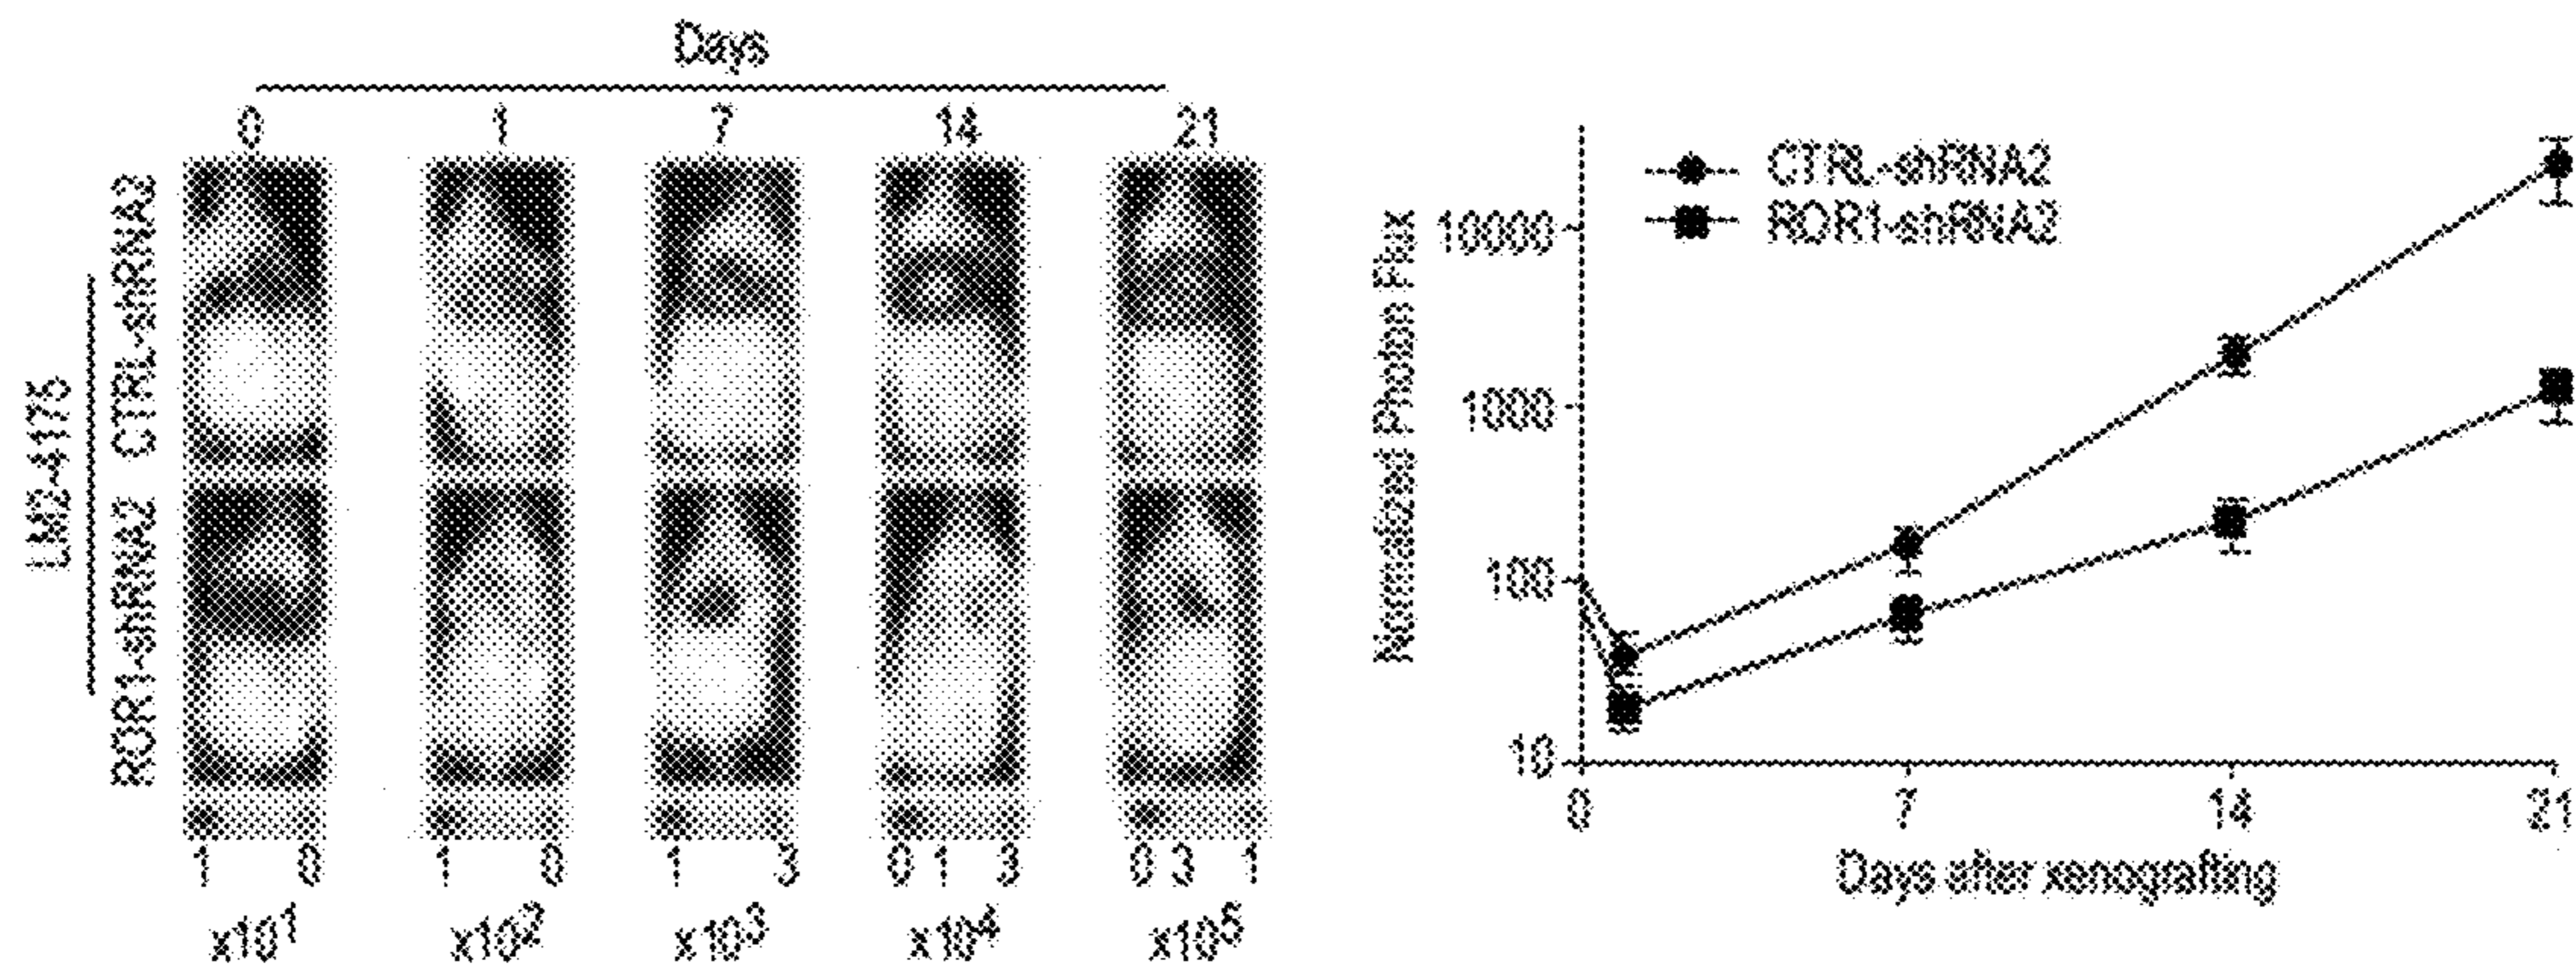 Days
0 1 7 14 21
LM2-4175
CTRL-shRNA2
ROR1-shRNA2
1 0
1 0
1 3
0 1 3
0 3 1
x10¹ x10² x10³ x10⁴ x10⁵
CTRL-shRNA2
ROR1-shRNA2
Normalized Photon Flux
10000
1000
100
10
0 7 14 21
Days after xenografting